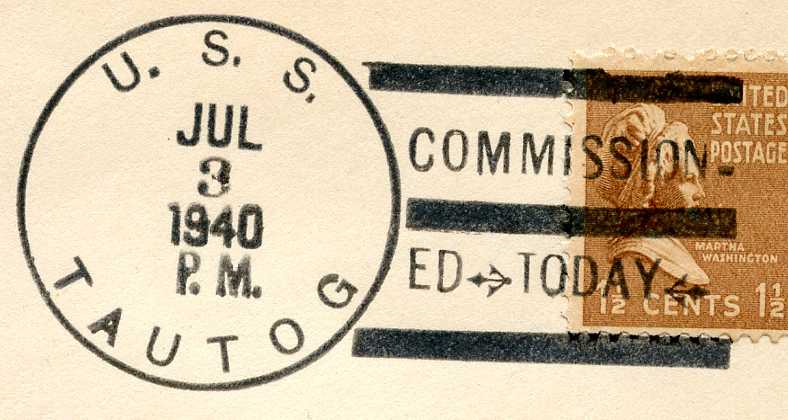 U. S. S.
JUL
3
1940
P.M.
TAUTOG
COMMISSION-
ED TODAY
UNITED
STATES
POSTAGE
MARTHA
WASHINGTON
1½ CENTS 1½